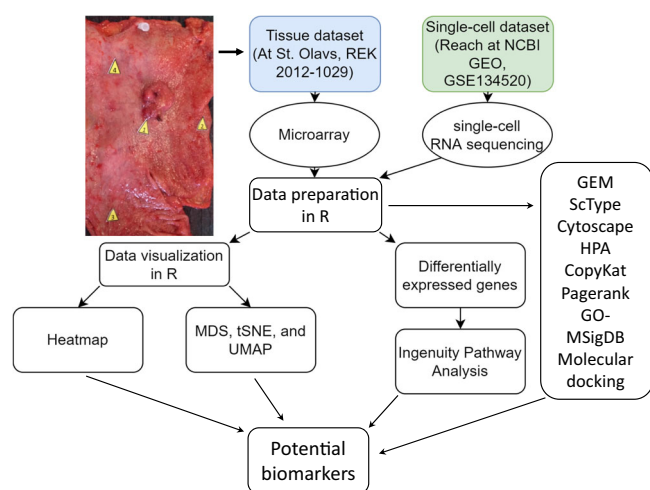 Tissue dataset
(At St. Olavs, REK
2012-1029)
Single-cell dataset
(Reach at NCBI
GEO,
GSE134520)
Microarray
single-cell
RNA sequencing
Data preparation
in R
GEM
ScType
Cytoscape
HPA
CopyKat
Pagerank
GO-
MSigDB
Molecular
docking
Data visualization
in R
Differentially
expressed genes
Heatmap
MDS, tSNE, and
UMAP
Ingenuity Pathway
Analysis
Potential
biomarkers